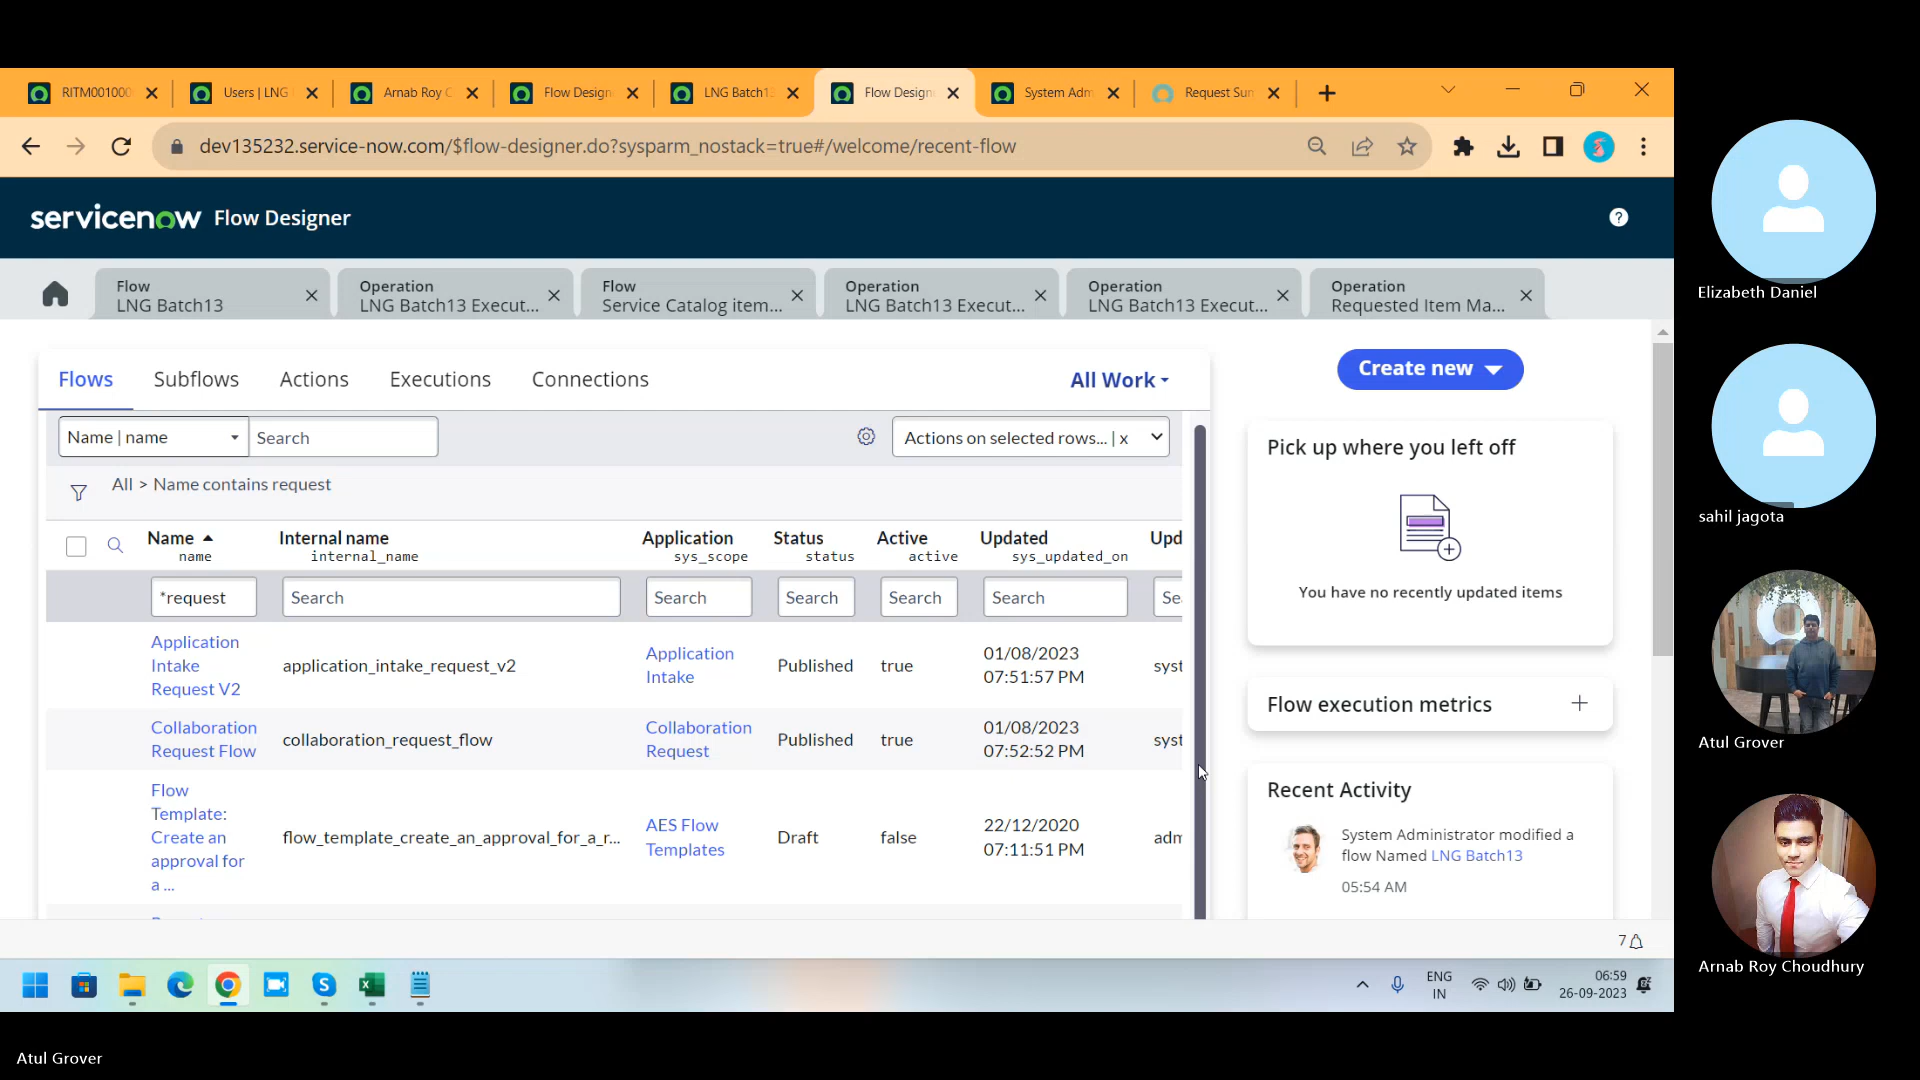 RITM001000
Users | LNG
Arnab Roy C
Flow Design
LNG Batch13
Flow Design
System Adm
Request Sum
dev135232.service-now.com/$flow-designer.do?sysparm_nostack=true#/welcome/recent-flow
servicenow Flow Designer
Flow
LNG Batch13
Operation
LNG Batch13 Execut...
Flow
Service Catalog item...
Operation
LNG Batch13 Execut...
Operation
LNG Batch13 Execut...
Operation
Requested Item Ma...
Flows
Subflows
Actions
Executions
Connections
All Work
Create new
Name | name
Search
Actions on selected rows... | x
All > Name contains request
Name
name
Internal name
internal_name
Application
sys_scope
Status
status
Active
active
Updated
sys_updated_on
Upd
*request
Search
Search
Search
Search
Search
Se
Application
Intake
Request V2
application_intake_request_v2
Application
Intake
Published
true
01/08/2023
07:51:57 PM
syst
Collaboration
Request Flow
collaboration_request_flow
Collaboration
Request
Published
true
01/08/2023
07:52:52 PM
syst
Flow
Template:
Create an
approval for
a ...
flow_template_create_an_approval_for_a_r...
AES Flow
Templates
Draft
false
22/12/2020
07:11:51 PM
adm
Pick up where you left off
You have no recently updated items
Flow execution metrics
Recent Activity
System Administrator modified a
flow Named LNG Batch13
05:54 AM
7
ENG
IN
06:59
26-09-2023
Elizabeth Daniel
sahil jagota
Atul Grover
Arnab Roy Choudhury
Atul Grover